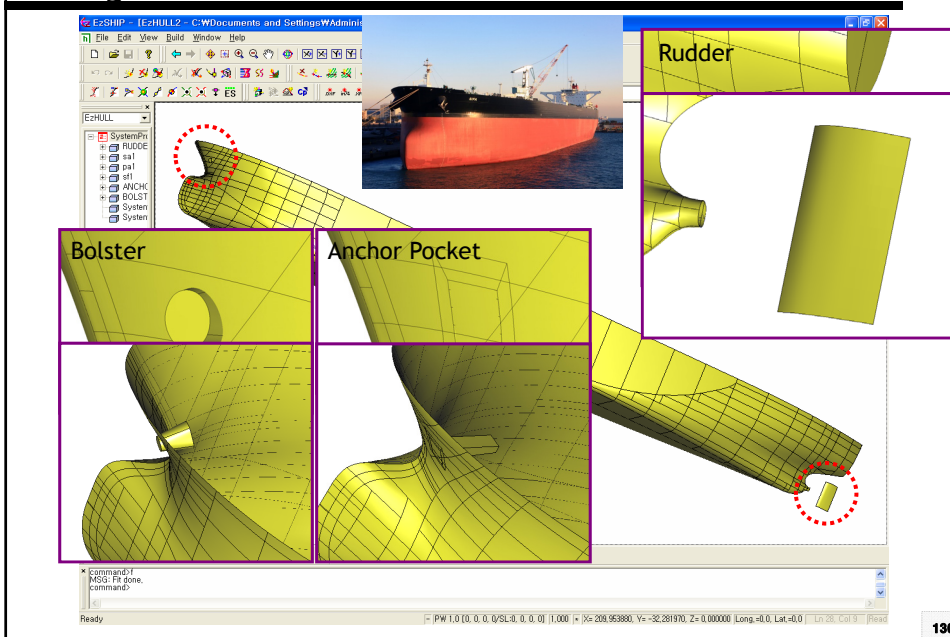 EzSHIP - [EzHULL2 - C:₩Documents and Settings₩Adminis
File Edit View Build Window Help
ES
EzHULL
SystemPr
RUDDE
sa1
pa1
sf1
ANCHC
BOLST
System
System
Rudder
Bolster
Anchor Pocket
command>f
MSG: Fit done,
command>
Ready
PW 1,0 [0, 0, 0, 0/SL:0, 0, 0, 0] 1,000 X= 209,953880, Y= -32,281970, Z= 0,000000 Long,=0,0, Lat,=0,0 Ln 28, Col 9 Read
130